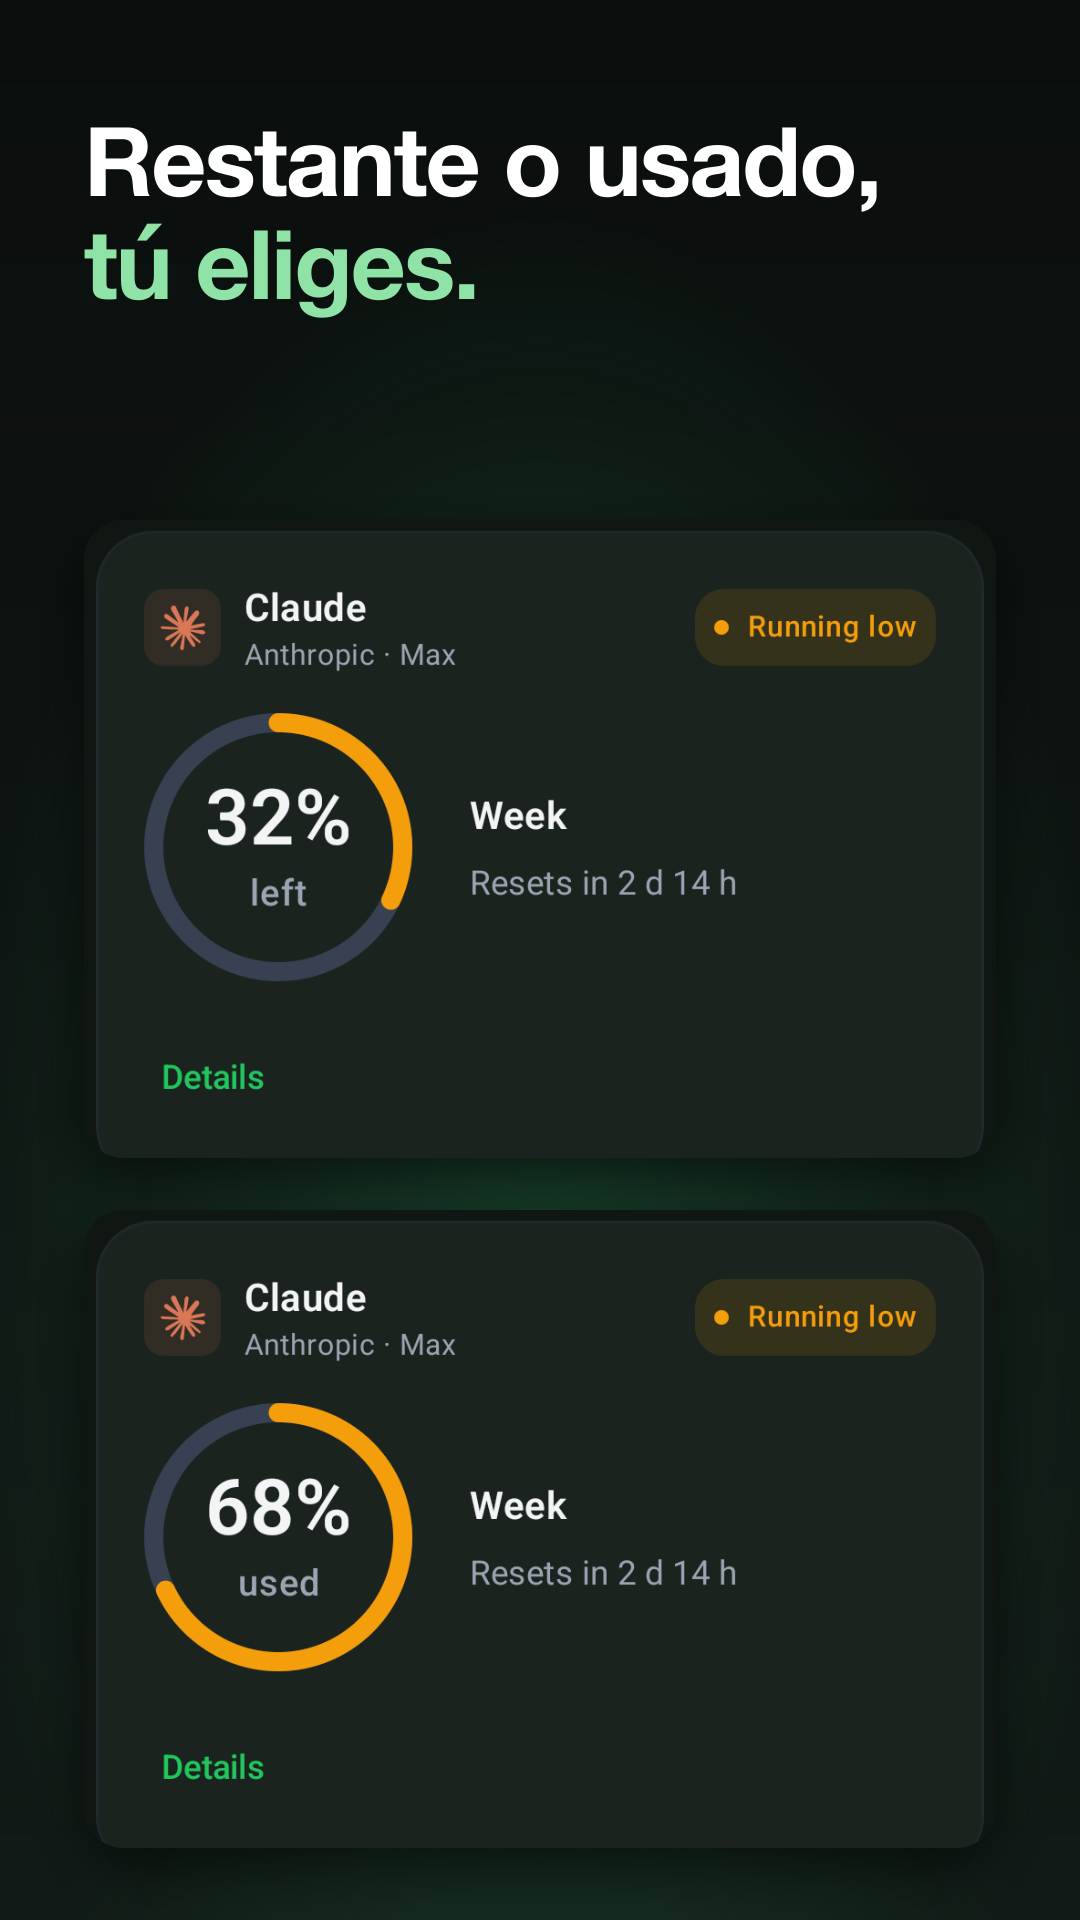 Restante o usado,
tú eliges.
Claude
Anthropic · Max
Running low
32%
left
Week
Resets in 2 d 14 h
Details
Claude
Anthropic · Max
Running low
68%
used
Week
Resets in 2 d 14 h
Details